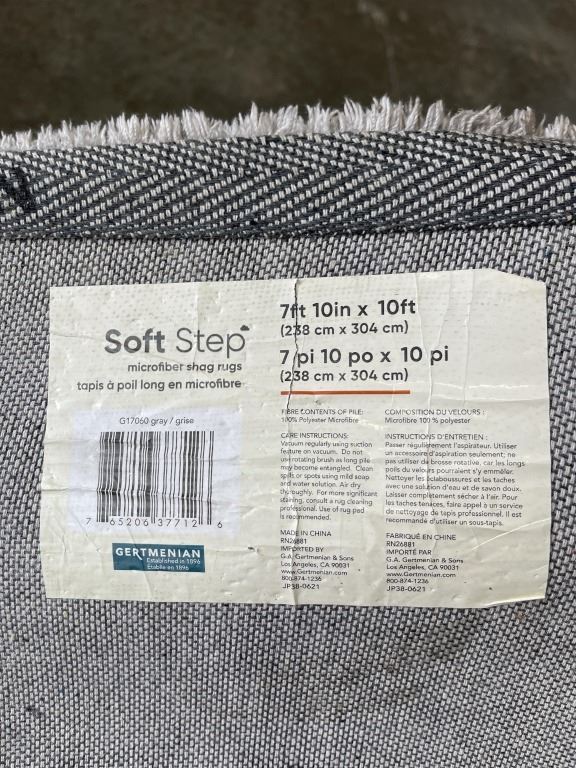 Soft Step
microfiber shag rugs
tapis à poil long en microfibre
G17060 gray / grise
7 65206 37712 6
GERTMENIAN
Established in 1896
Établie en 1896
7ft 10in x 10ft
(238 cm x 304 cm)
7 pi 10 po x 10 pi
(238 cm x 304 cm)
FIBRE CONTENTS OF PILE:
100% Polyester Microfibre
CARE INSTRUCTIONS:
Vacuum regularly using suction
feature on vacuum. Do not
use rotating brush as long pile
may become entangled. Clean
spills or spots using mild soap
and water solution. Air dry
thoroughly. For more significant
staining, consult a rug cleaning
professional. Use of rug pad
is recommended.
MADE IN CHINA
RN26881
IMPORTED BY
G.A. Gertmenian & Sons
Los Angeles, CA 90031
www.Gertmenian.com
800-874-1236
JP38-0621
COMPOSITION DU VELOURS :
Microfibre 100 % polyester
INSTRUCTIONS D'ENTRETIEN :
Passer régulièrement l'aspirateur. Utiliser
un accessoire d'aspiration seulement; ne
pas utiliser de brosse rotative, car les longs
poils du velours pourraient s'y emmêler.
Nettoyer les éclaboussures et les taches
avec une solution d'eau et de savon doux.
Laisser complètement sécher à l'air. Pour
les taches tenaces, faire appel à un service
de nettoyage de tapis professionnel. Il est
recommandé d'utiliser un sous-tapis.
FABRIQUÉ EN CHINE
RN26881
IMPORTÉ PAR
G.A. Gertmenian & Sons
Los Angeles, CA 90031
www.Gertmenian.com
800-874-1236
JP38-0621